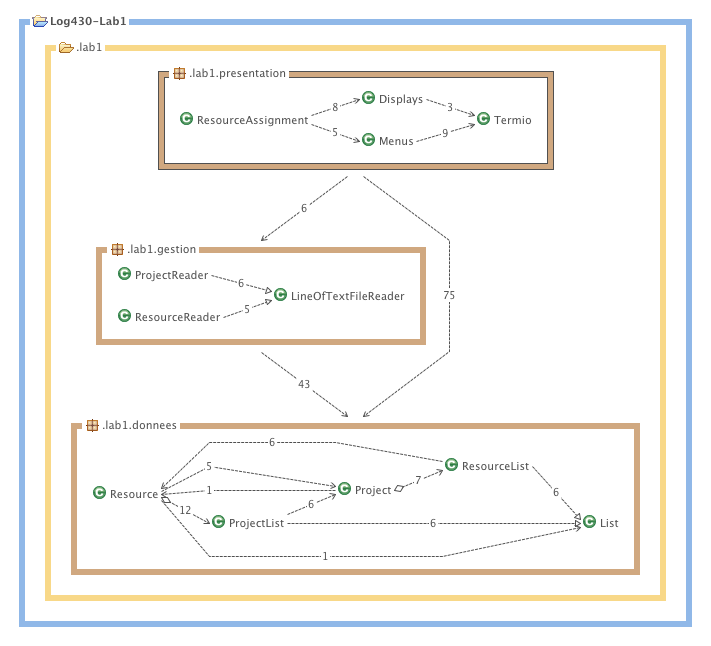 Log430-Lab1
.lab1
.lab1.presentation
Displays
8
3
ResourceAssignment
Termio
5
9
Menus
6
75
.lab1.gestion
ProjectReader
6
LineOfTextFileReader
5
ResourceReader
43
.lab1.donnees
6
5
7
ResourceList
1
Project
Resource
6
12
6
ProjectList
6
List
1